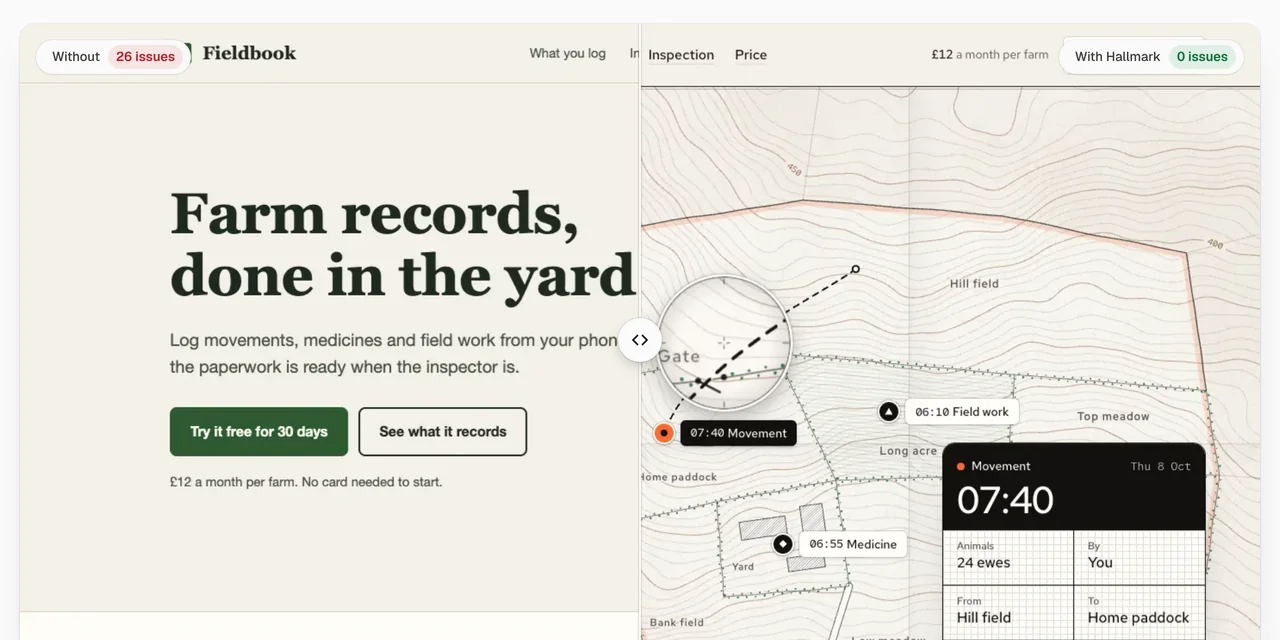 Without 26 issues
Fieldbook
What you log
Inspection
Price
£12 a month per farm
With Hallmark 0 issues
Farm records,
done in the yard
Log movements, medicines and field work from your phon
the paperwork is ready when the inspector is.
Try it free for 30 days
See what it records
£12 a month per farm. No card needed to start.
450
400
Hill field
Gate
06:10 Field work
Top meadow
07:40 Movement
Long acre
Home paddock
06:55 Medicine
Yard
Bank field
Movement
Thu 8 Oct
07:40
Animals
24 ewes
By
You
From
Hill field
To
Home paddock